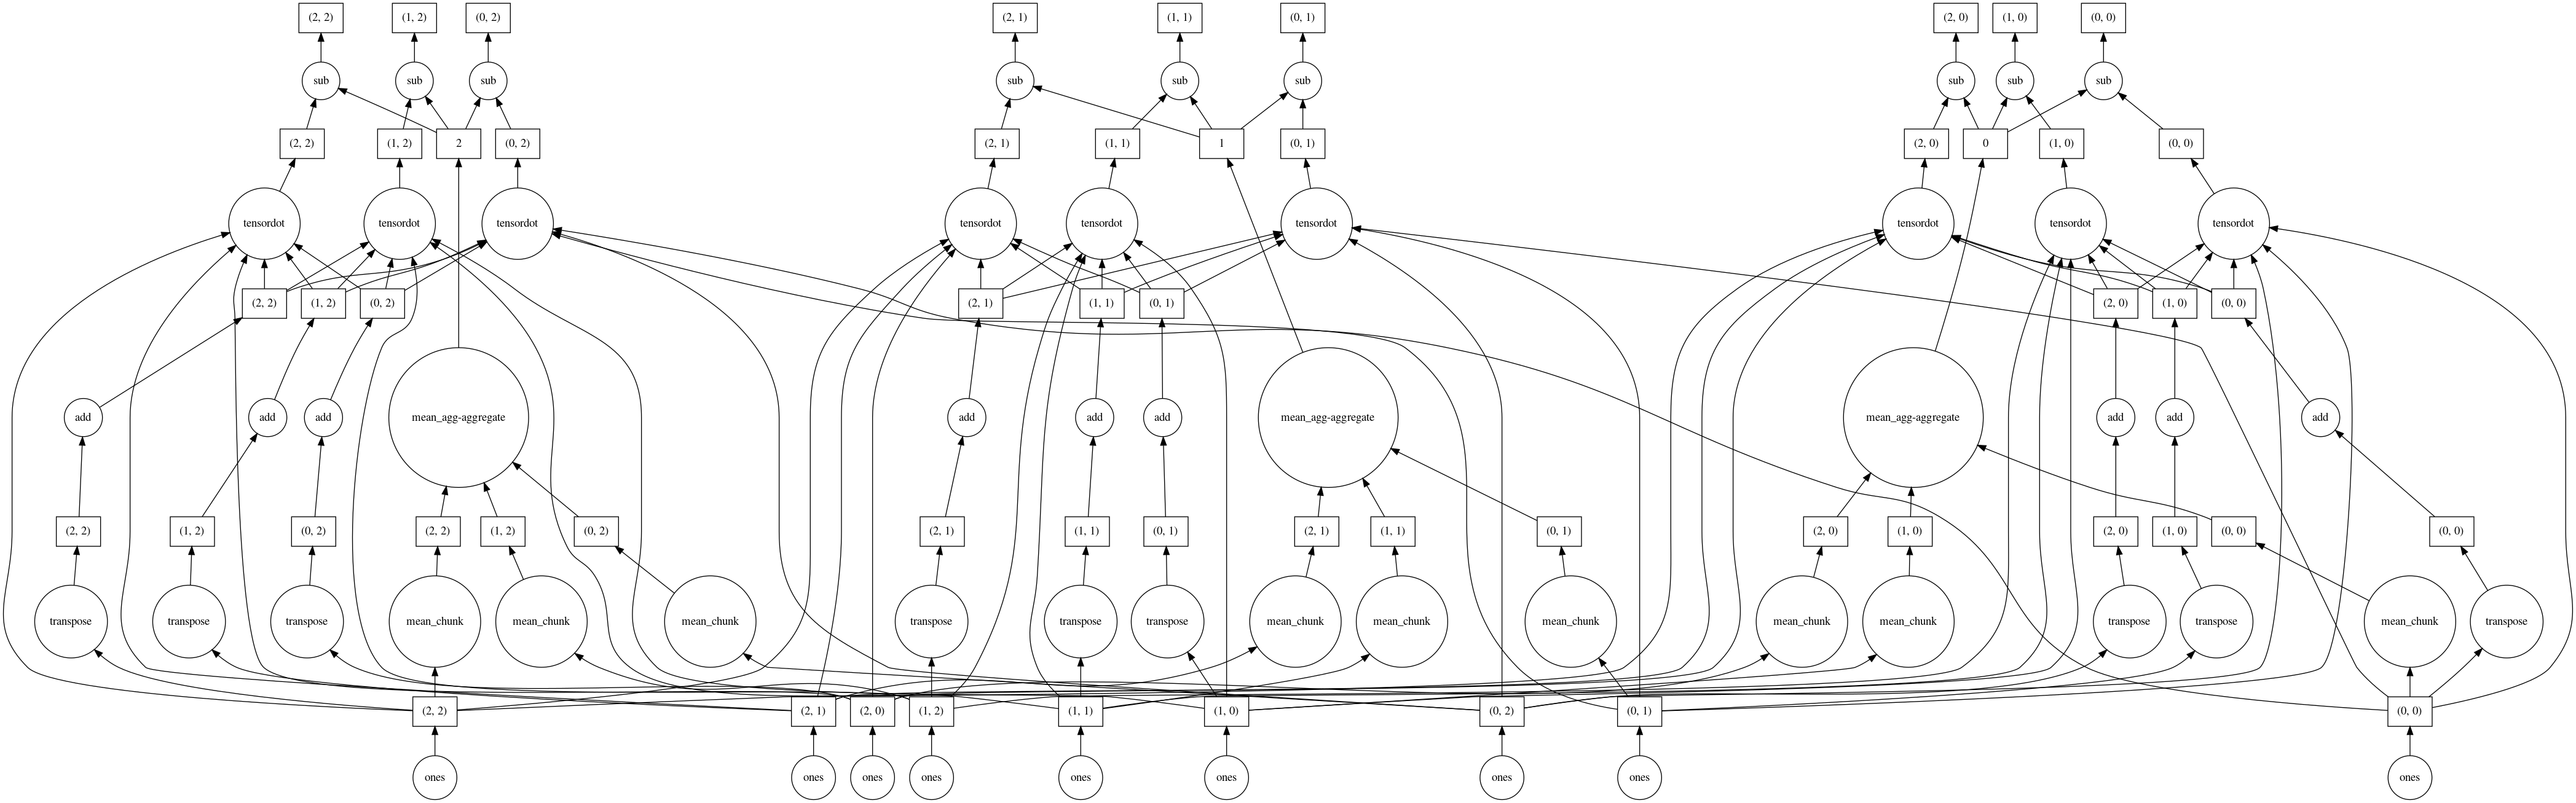 (2, 2) (1, 2) (0, 2) (2, 1) (1, 1) (0, 1) (2, 0) (1, 0) (0, 0)
sub sub sub sub sub sub sub sub sub
(2, 2) (1, 2) 2 (0, 2) (2, 1) (1, 1) 1 (0, 1) (2, 0) 0 (1, 0) (0, 0)
tensordot tensordot tensordot tensordot tensordot tensordot tensordot tensordot tensordot
(2, 2) (1, 2) (0, 2) (2, 1) (1, 1) (0, 1) (2, 0) (1, 0) (0, 0)
add add add mean_agg-aggregate add add add mean_agg-aggregate mean_agg-aggregate add add add
(2, 2) (1, 2) (0, 2) (2, 2) (1, 2) (0, 2) (2, 1) (1, 1) (0, 1) (2, 1) (1, 1) (0, 1) (2, 0) (1, 0) (2, 0) (1, 0) (0, 0) (0, 0)
transpose transpose transpose mean_chunk mean_chunk mean_chunk transpose transpose transpose mean_chunk mean_chunk mean_chunk mean_chunk mean_chunk transpose transpose mean_chunk transpose
(2, 2) (2, 1) (2, 0) (1, 2) (1, 1) (1, 0) (0, 2) (0, 1) (0, 0)
ones ones ones ones ones ones ones ones ones